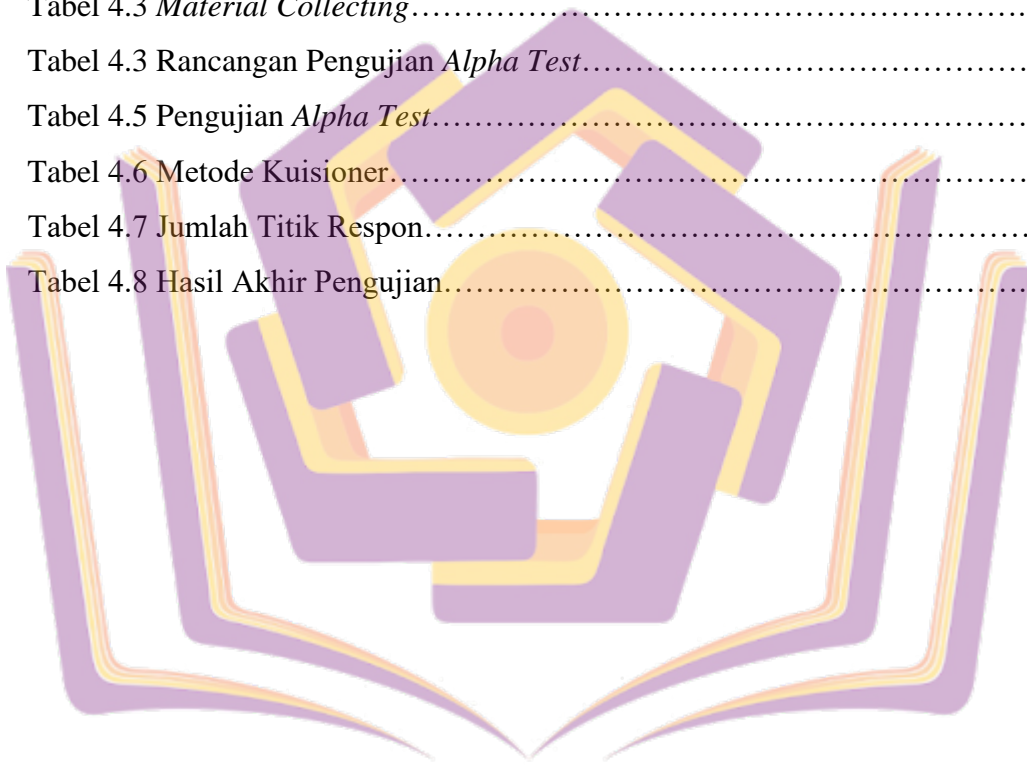 Tabel 4.3 Material Collecting……………………………………………………
Tabel 4.3 Rancangan Pengujian Alpha Test………………………………………
Tabel 4.5 Pengujian Alpha Test……………………………………………………
Tabel 4.6 Metode Kuisioner………………………………………………………
Tabel 4.7 Jumlah Titik Respon……………………………………………………
Tabel 4.8 Hasil Akhir Pengujian……………………………………………………